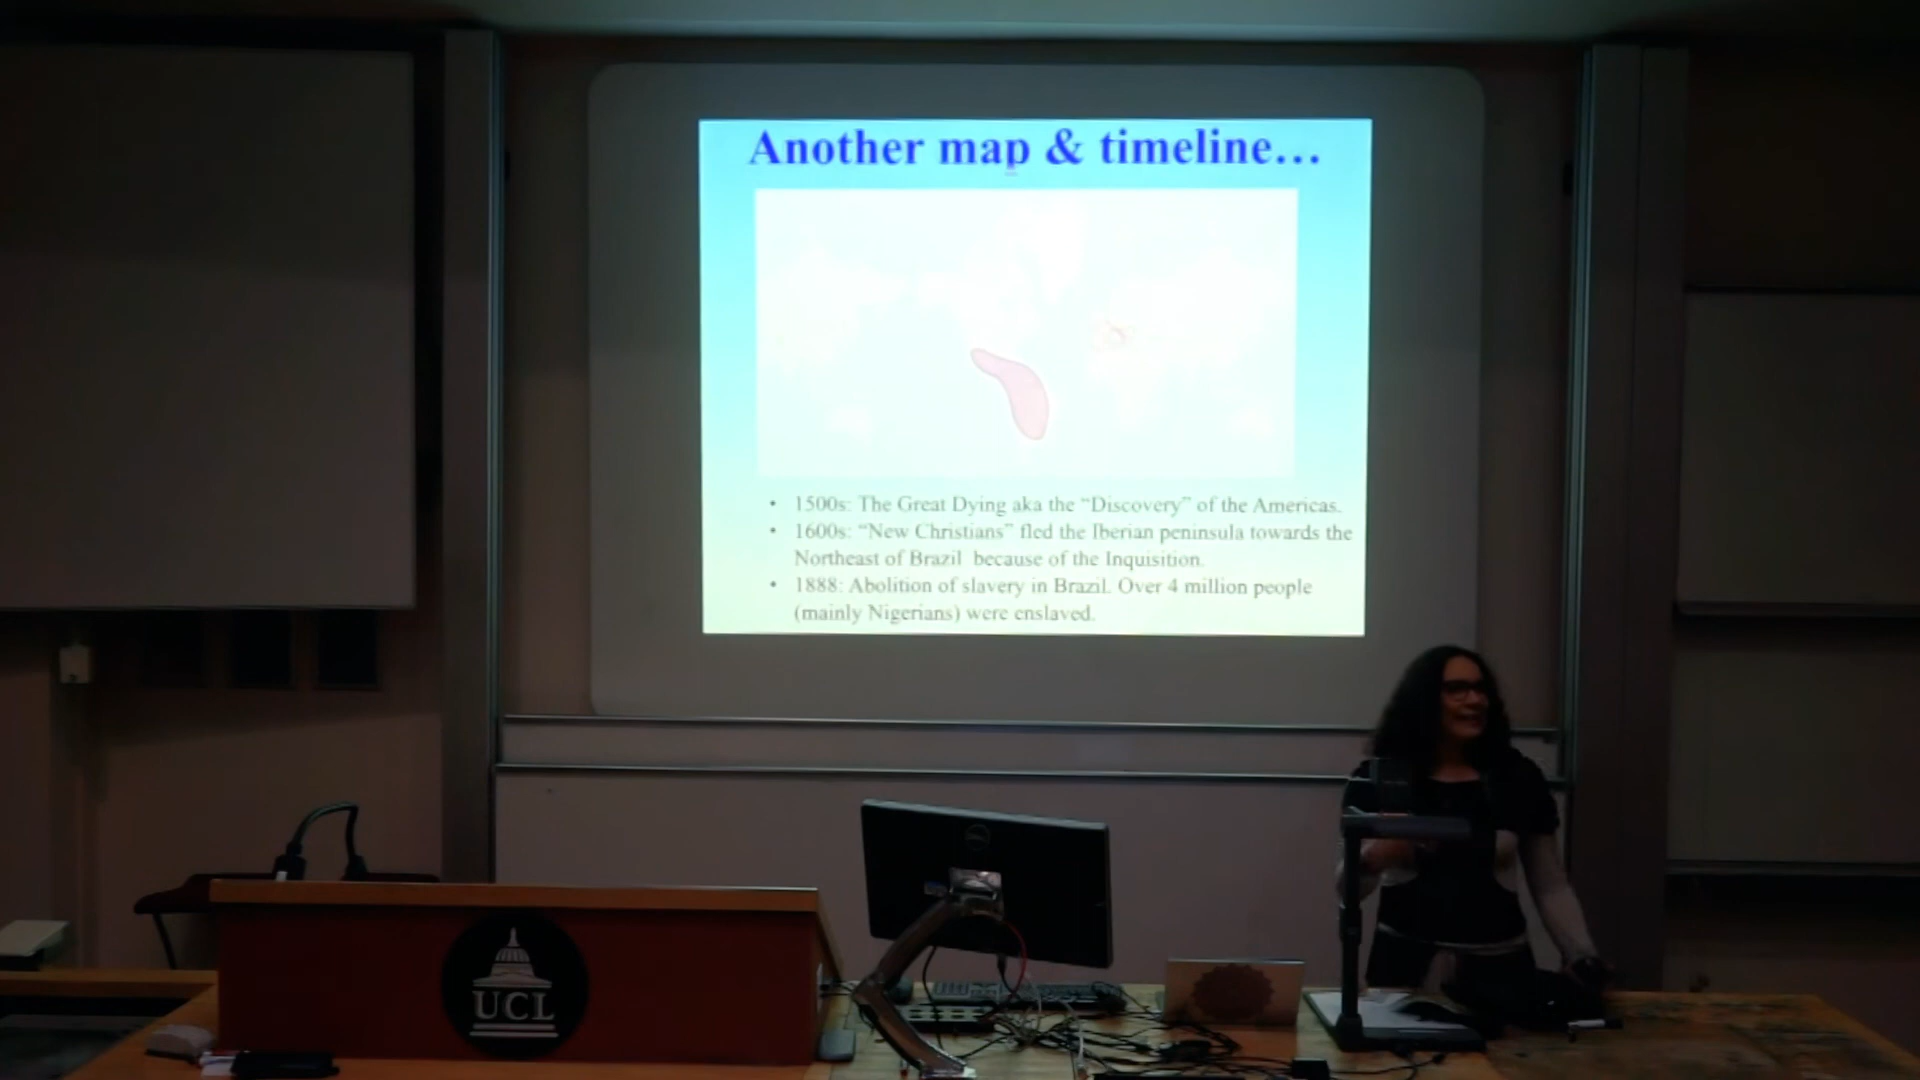 Another map & timeline...
• 1500s: The Great Dying aka the “Discovery” of the Americas.
• 1600s: “New Christians” fled the Iberian peninsula towards the
Northeast of Brazil because of the Inquisition.
• 1888: Abolition of slavery in Brazil. Over 4 million people
(mainly Nigerians) were enslaved.
UCL